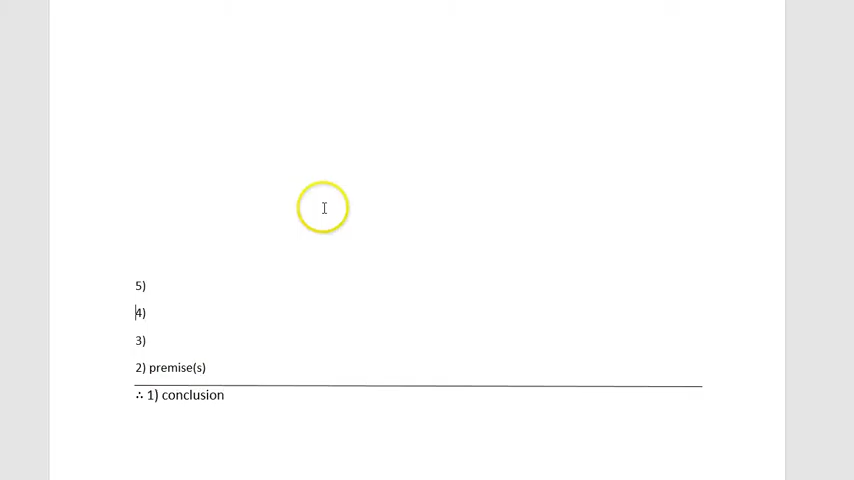 5)
4)
3)
2) premise(s)
∴ 1) conclusion